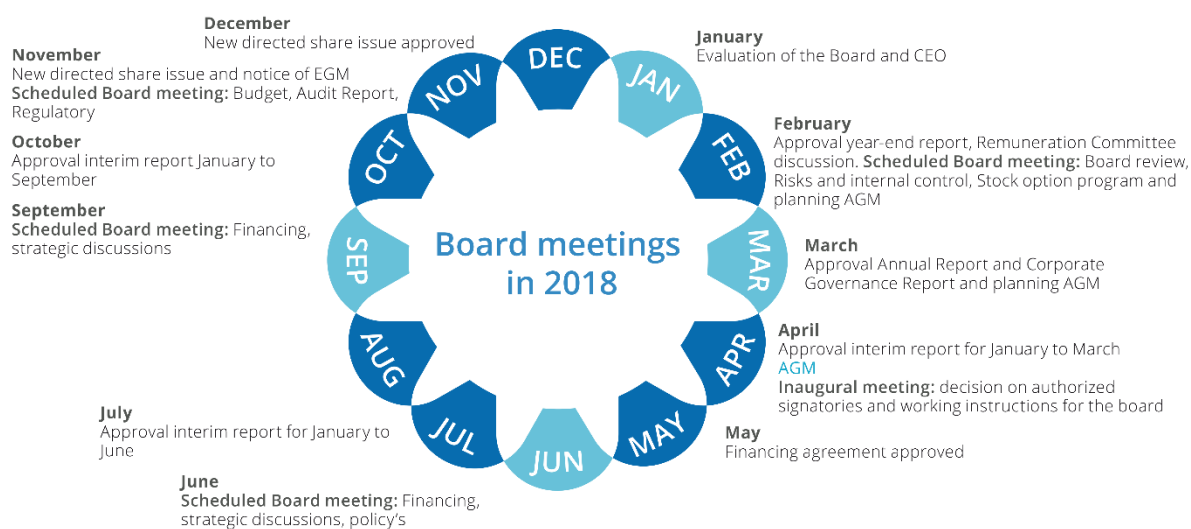 Board meetings
in 2018
DEC
JAN
FEB
MAR
APR
MAY
JUN
JUL
AUG
SEP
OCT
NOV
January
Evaluation of the Board and CEO
February
Approval year-end report, Remuneration Committee
discussion. Scheduled Board meeting: Board review,
Risks and internal control, Stock option program and
planning AGM
March
Approval Annual Report and Corporate
Governance Report and planning AGM
April
Approval interim report for January to March
AGM
Inaugural meeting: decision on authorized
signatories and working instructions for the board
May
Financing agreement approved
June
Scheduled Board meeting: Financing,
strategic discussions, policy's
July
Approval interim report for January to
June
September
Scheduled Board meeting: Financing,
strategic discussions
October
Approval interim report January to
September
November
New directed share issue and notice of EGM
Scheduled Board meeting: Budget, Audit Report,
Regulatory
December
New directed share issue approved